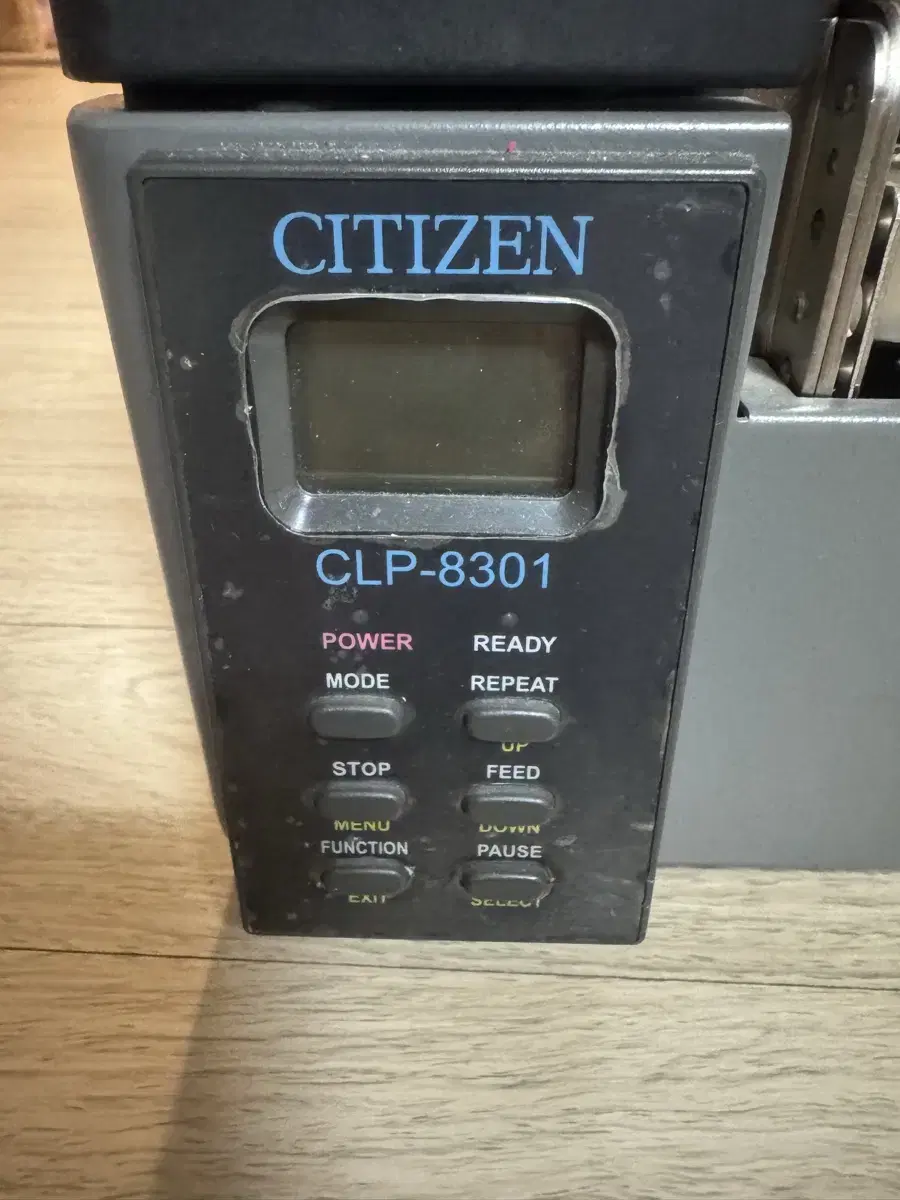 CITIZEN
CLP-8301
POWER READY
MODE REPEAT
UP
STOP FEED
MENU DOWN
FUNCTION PAUSE
EXIT SELECT